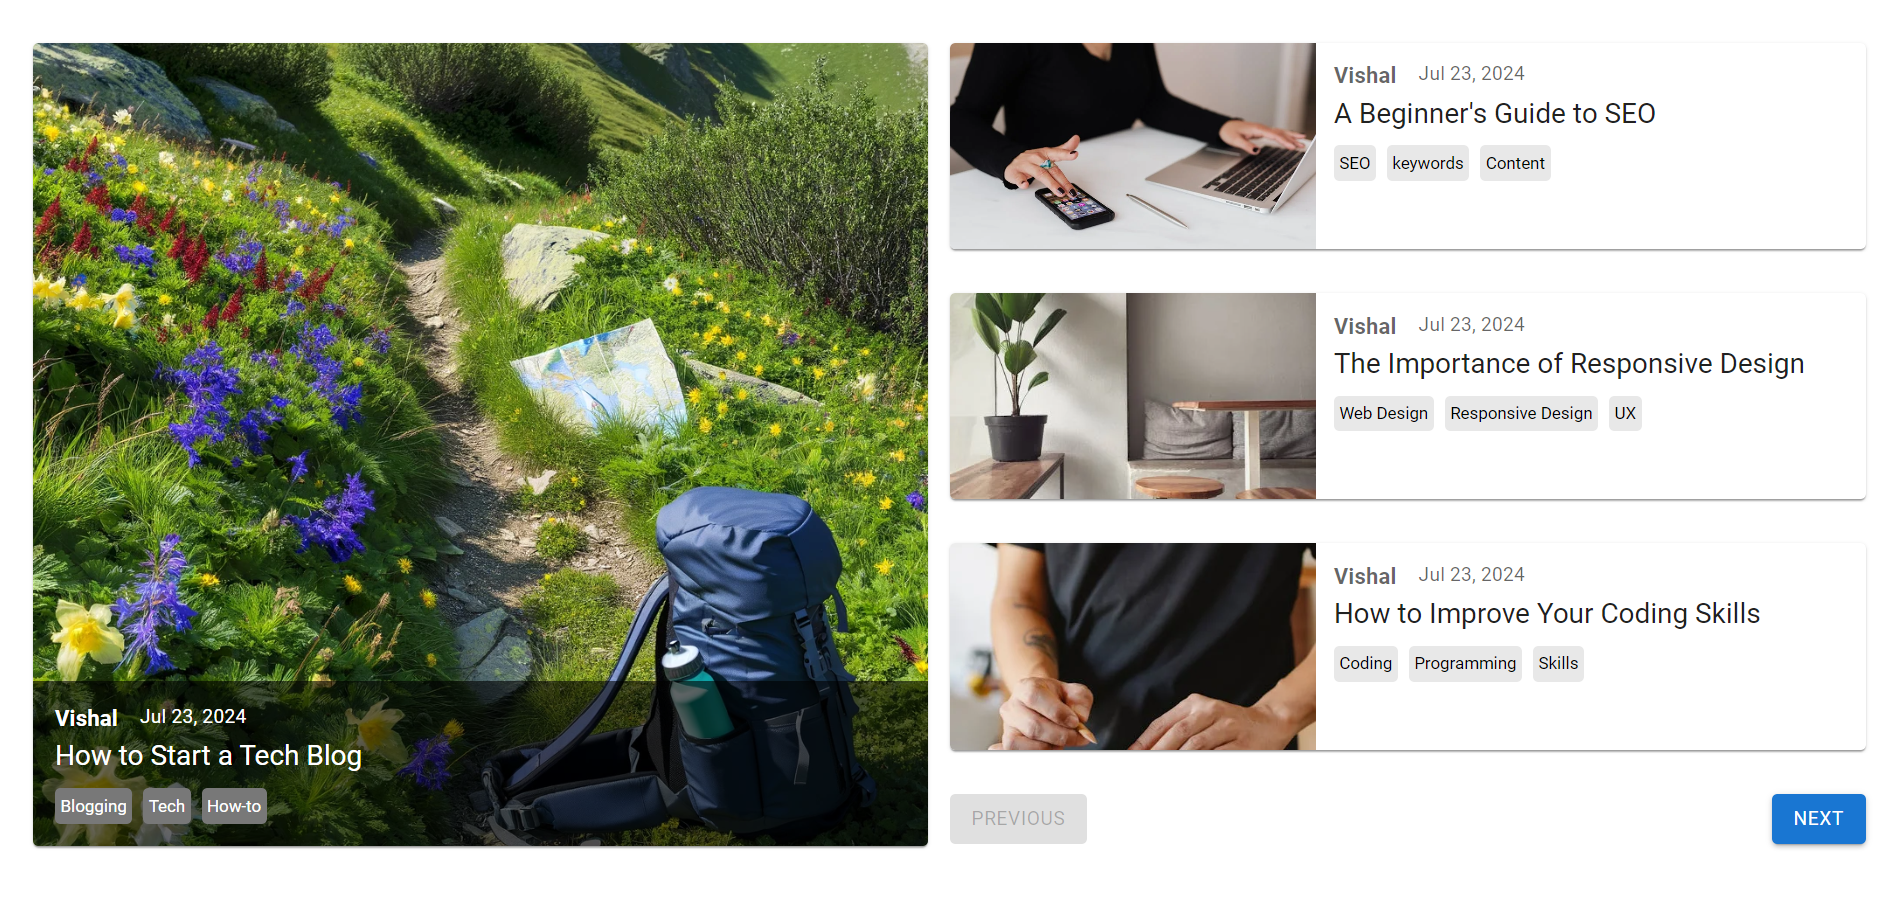 Vishal Jul 23, 2024
How to Start a Tech Blog
Blogging Tech How-to
Vishal Jul 23, 2024
A Beginner's Guide to SEO
SEO keywords Content
Vishal Jul 23, 2024
The Importance of Responsive Design
Web Design Responsive Design UX
Vishal Jul 23, 2024
How to Improve Your Coding Skills
Coding Programming Skills
PREVIOUS NEXT